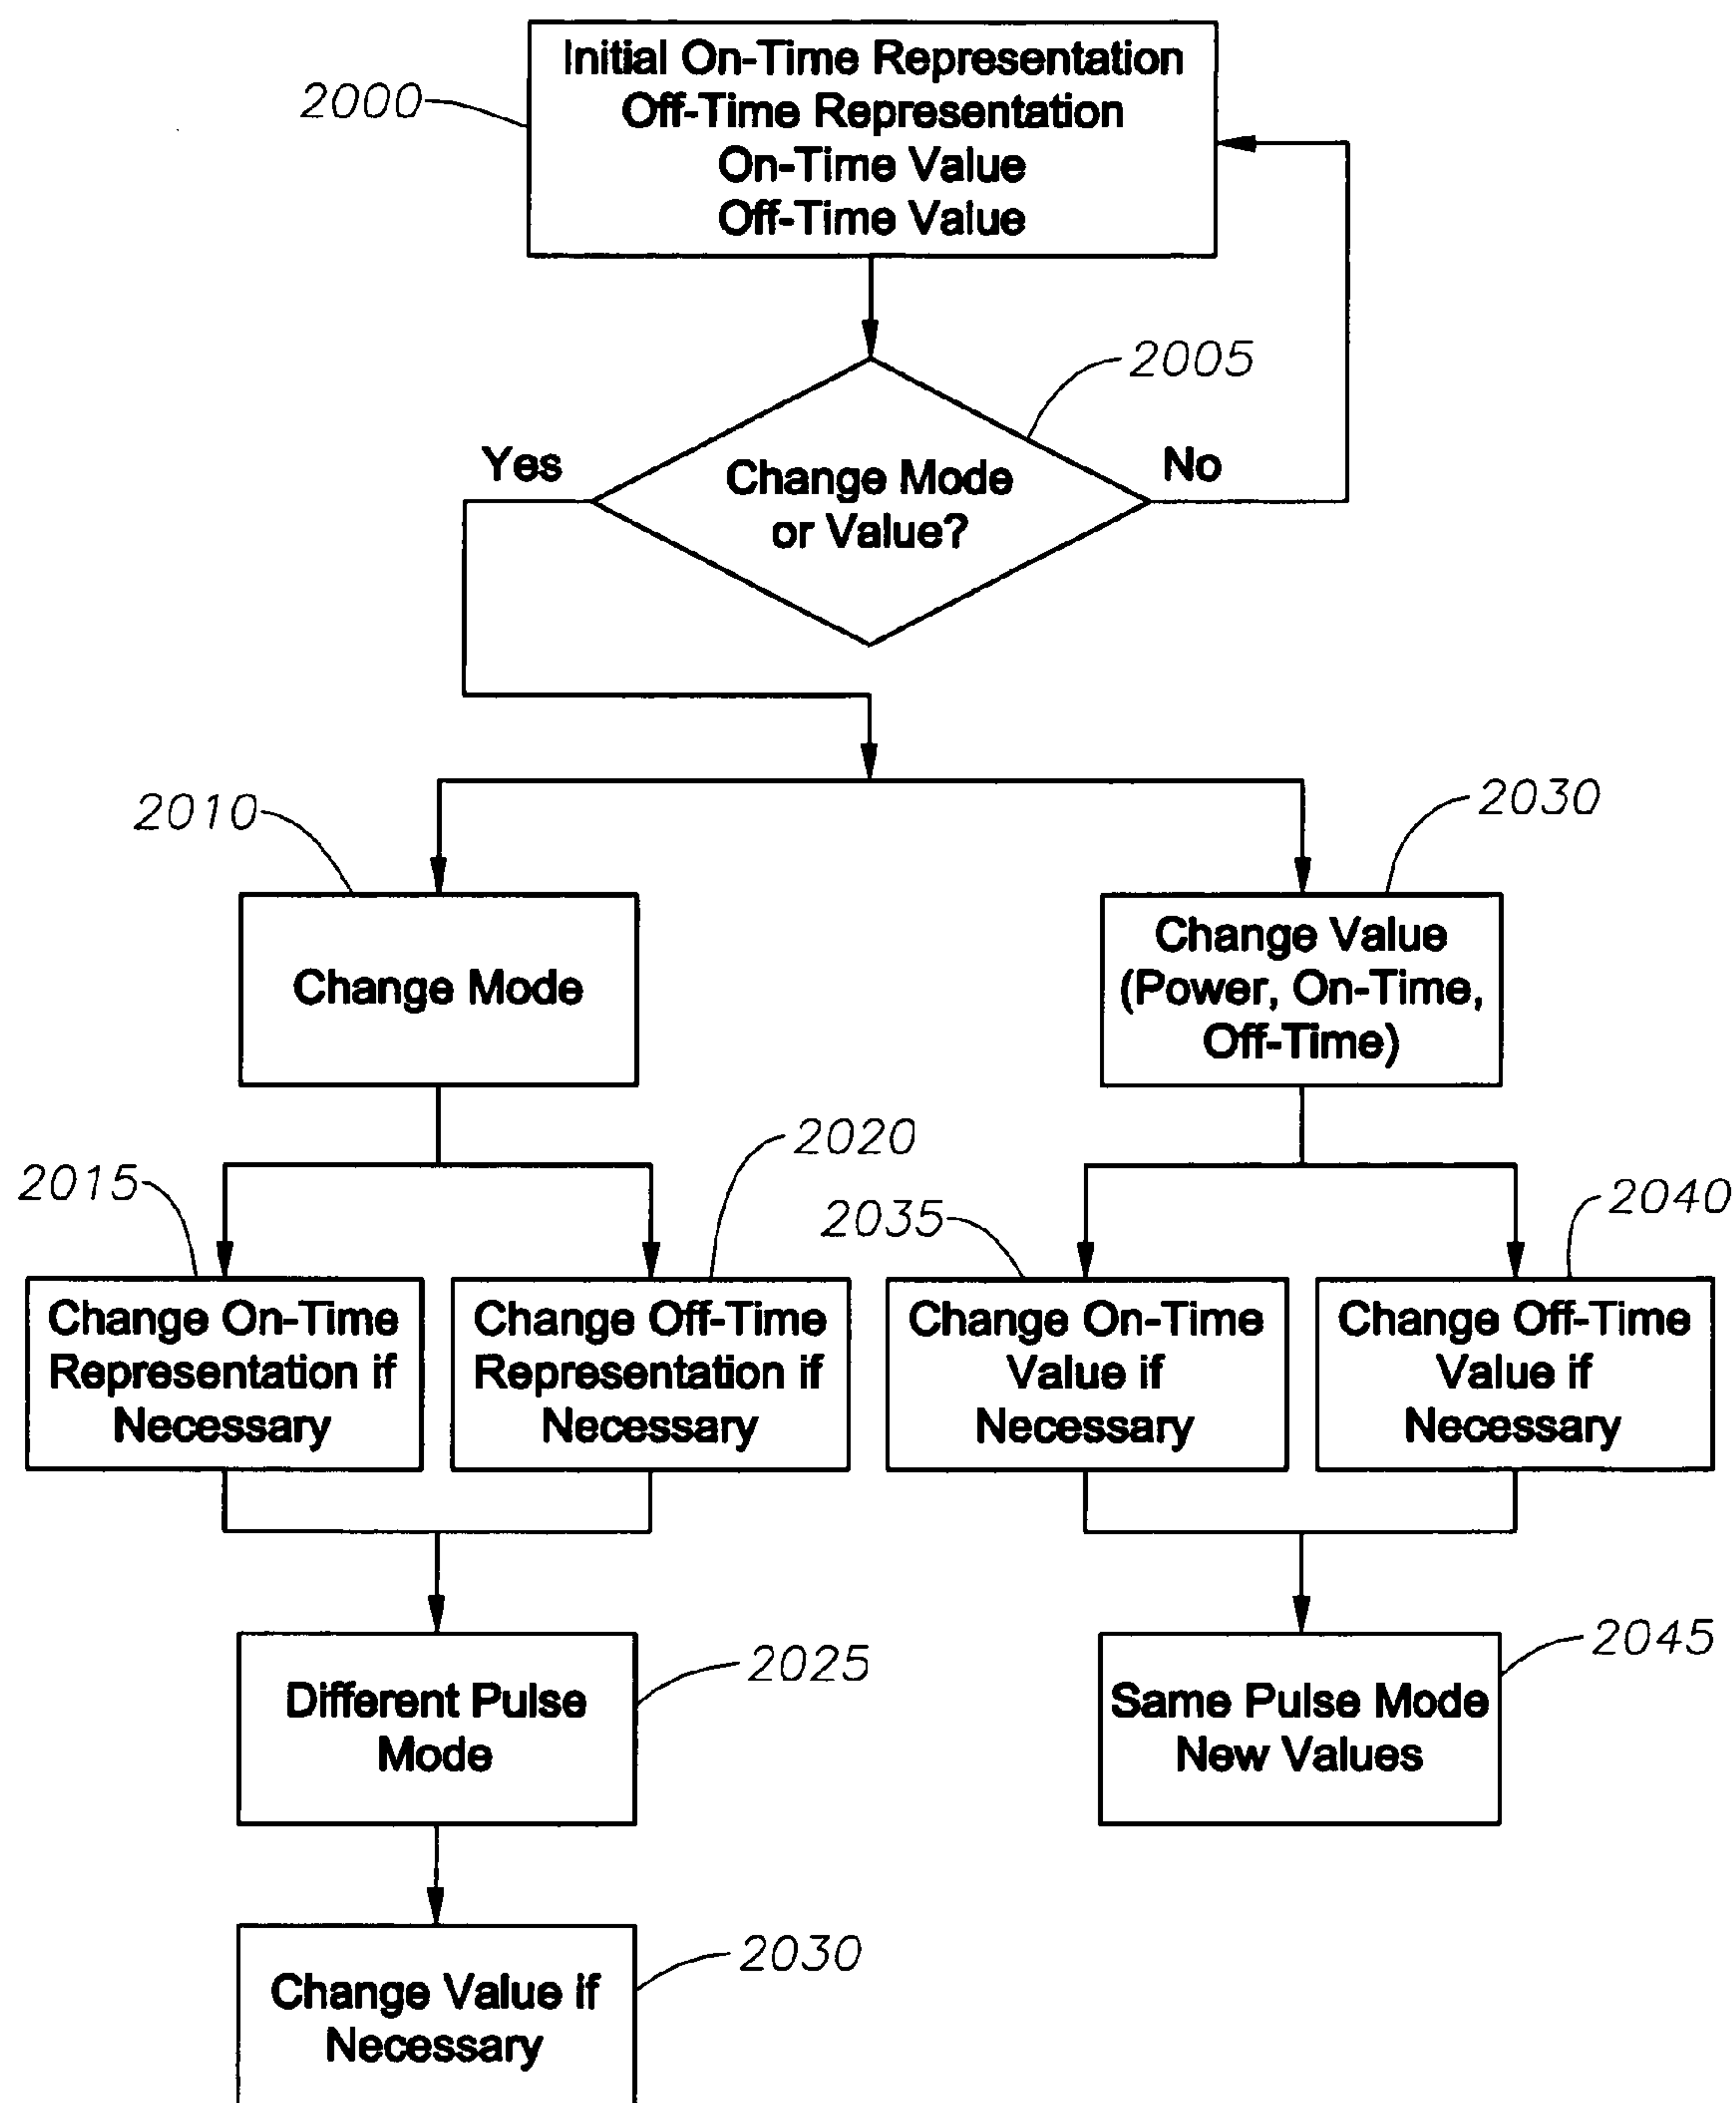 2000
Initial On-Time Representation
Off-Time Representation
On-Time Value
Off-Time Value
2005
Yes
No
Change Mode
or Value?
2010
2030
Change Mode
Change Value
(Power, On-Time,
Off-Time)
2015
2020
2035
2040
Change On-Time
Representation if
Necessary
Change Off-Time
Representation if
Necessary
Change On-Time
Value if
Necessary
Change Off-Time
Value if
Necessary
2025
2045
Different Pulse
Mode
Same Pulse Mode
New Values
2030
Change Value if
Necessary